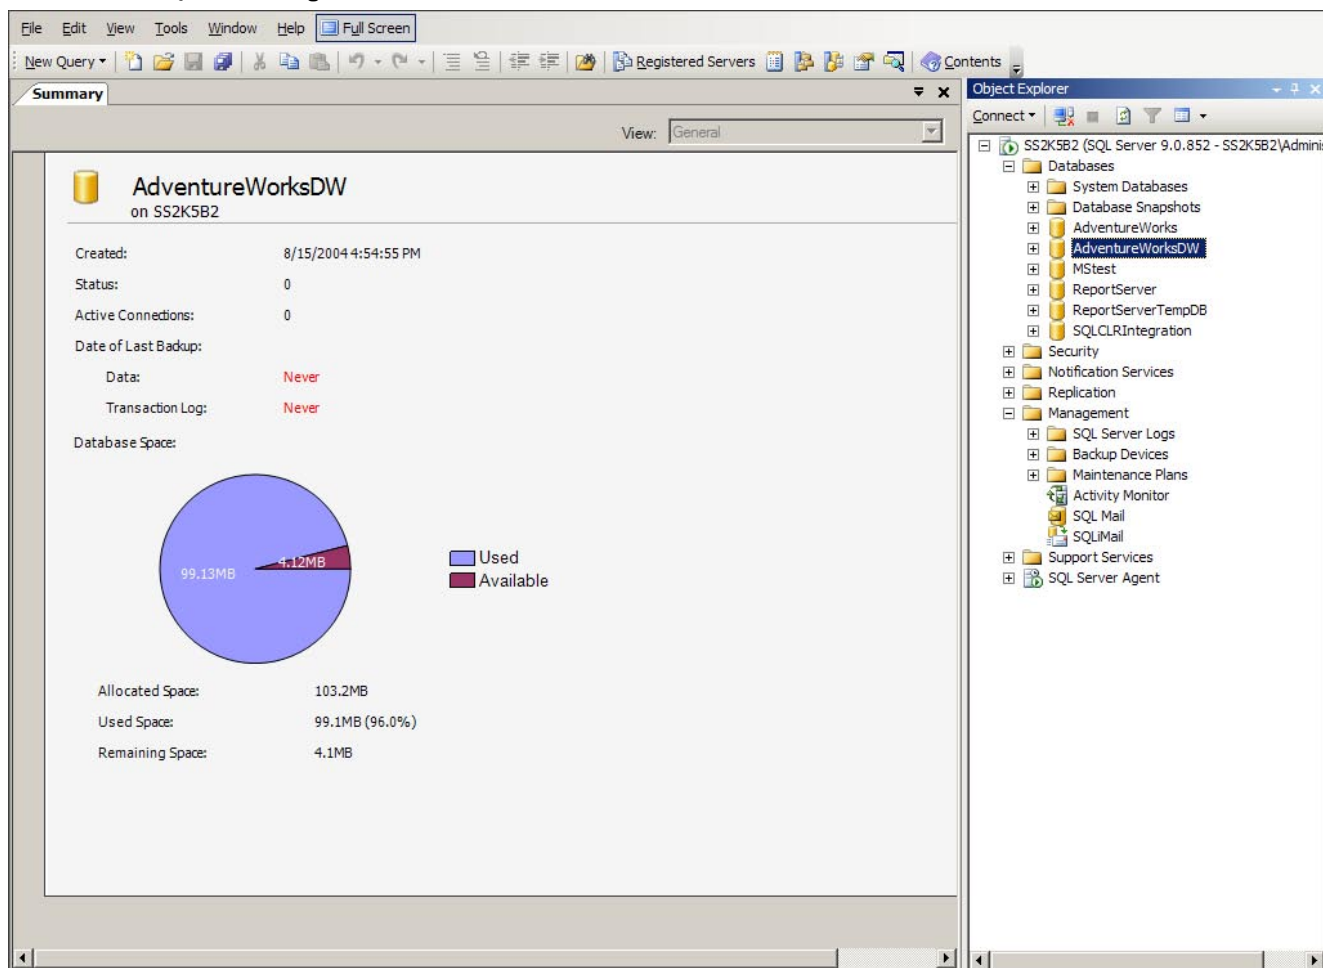 File Edit View Tools Window Help Full Screen
New Query Registered Servers Contents
Summary
View: General
AdventureWorksDW
on SS2K5B2
Created: 8/15/2004 4:54:55 PM
Status: 0
Active Connections: 0
Date of Last Backup:
Data: Never
Transaction Log: Never
Database Space:
99.13MB
4.12MB
Used
Available
Allocated Space: 103.2MB
Used Space: 99.1MB (96.0%)
Remaining Space: 4.1MB
Object Explorer
Connect
SS2K5B2 (SQL Server 9.0.852 - SS2K5B2\Adminis
Databases
System Databases
Database Snapshots
AdventureWorks
AdventureWorksDW
MStest
ReportServer
ReportServerTempDB
SQLCLRIntegration
Security
Notification Services
Replication
Management
SQL Server Logs
Backup Devices
Maintenance Plans
Activity Monitor
SQL Mail
SQLiMail
Support Services
SQL Server Agent